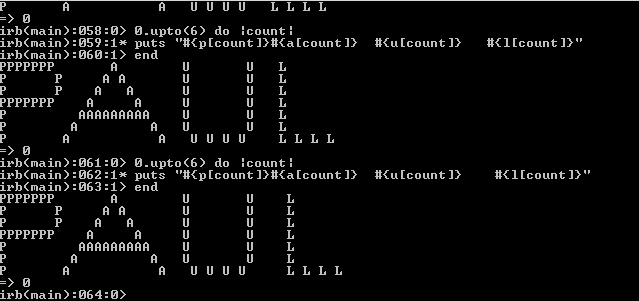 P       A             A    U U U U   L L L L
=> 0
irb(main):058:0> 0.upto(6) do |count|
irb(main):059:1* puts "#{p[count]}#{a[count]}  #{u[count]}   #{l[count]}"
irb(main):060:1> end
PPPPPPP       A         U       U   L
P      P     A A        U       U   L
P      P    A   A       U       U   L
PPPPPPP    A     A      U       U   L
P         AAAAAAAAA     U       U   L
P         A         A   U       U   L
P       A           A    U U U U     L L L L
=> 0
irb(main):061:0> 0.upto(6) do |count|
irb(main):062:1* puts "#{p[count]}#{a[count]}  #{u[count]}    #{l[count]}"
irb(main):063:1> end
PPPPPPP       A         U       U    L
P      P     A A        U       U    L
P      P    A   A       U       U    L
PPPPPPP    A     A      U       U    L
P         AAAAAAAAA     U       U    L
P         A         A   U       U    L
P       A           A    U U U U      L L L L
=> 0
irb(main):064:0>